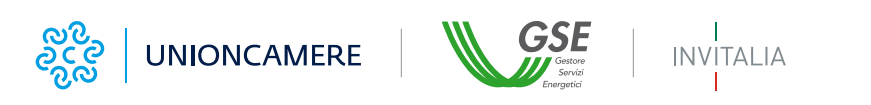 UNIONCAMERE
GSE
Gestore
Servizi
Energetici
INVITALIA